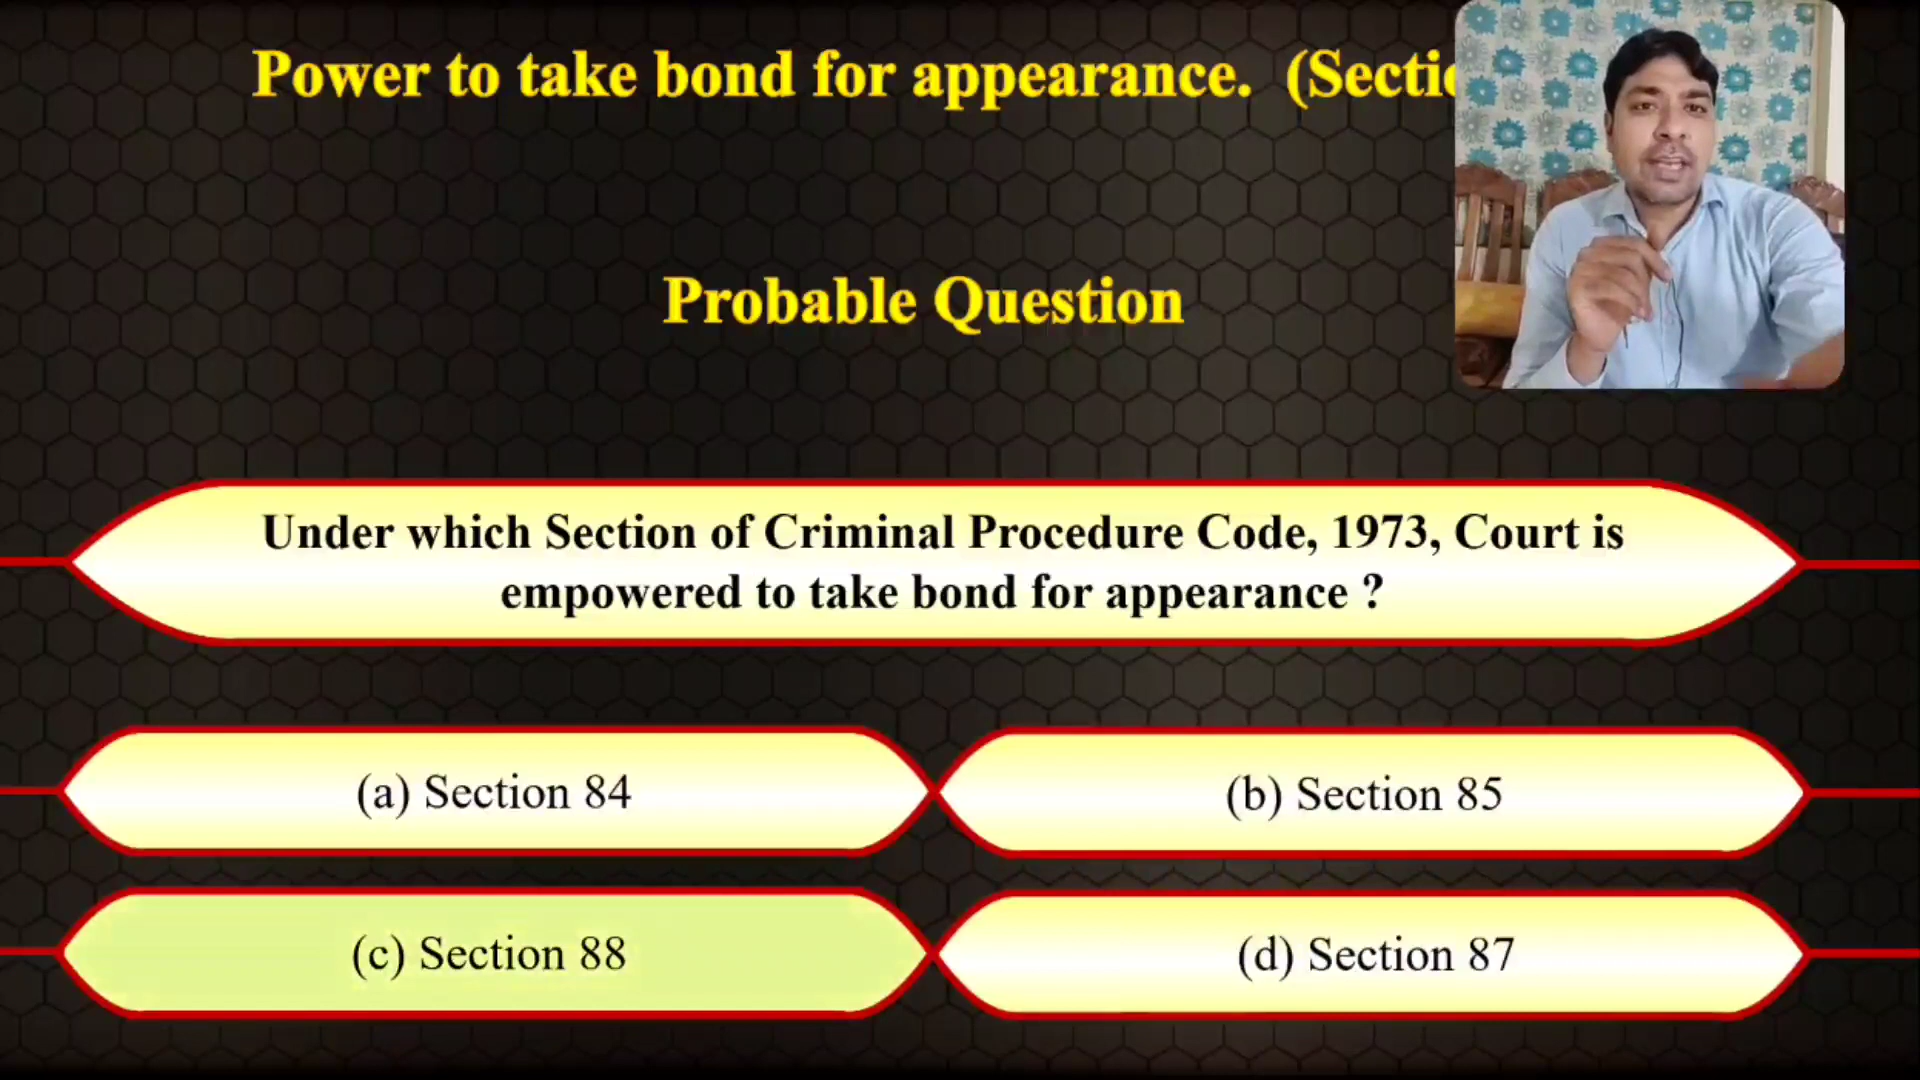 Power to take bond for appearance. (Sectio
Probable Question
Under which Section of Criminal Procedure Code, 1973, Court is
empowered to take bond for appearance ?
(a) Section 84
(b) Section 85
(c) Section 88
(d) Section 87